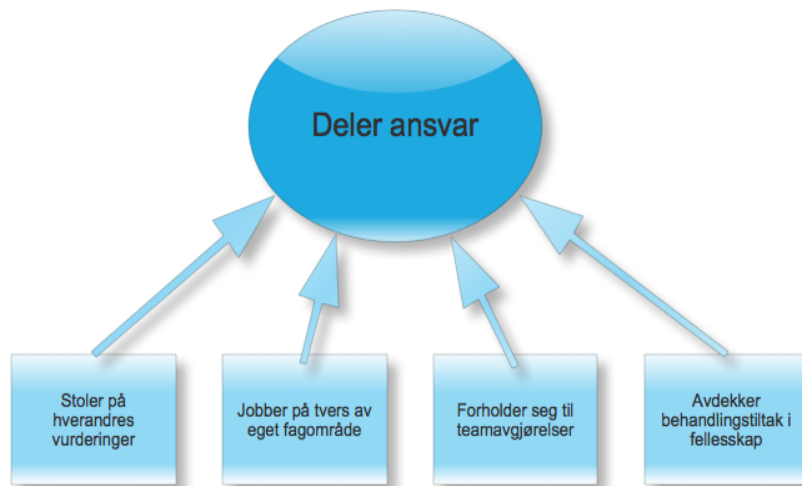 Deler ansvar
Stoler på
hverandres
vurderinger
Jobber på tvers av
eget fagområde
Forholder seg til
teamavgjørelser
Avdekker
behandlingstiltak i
fellesskap